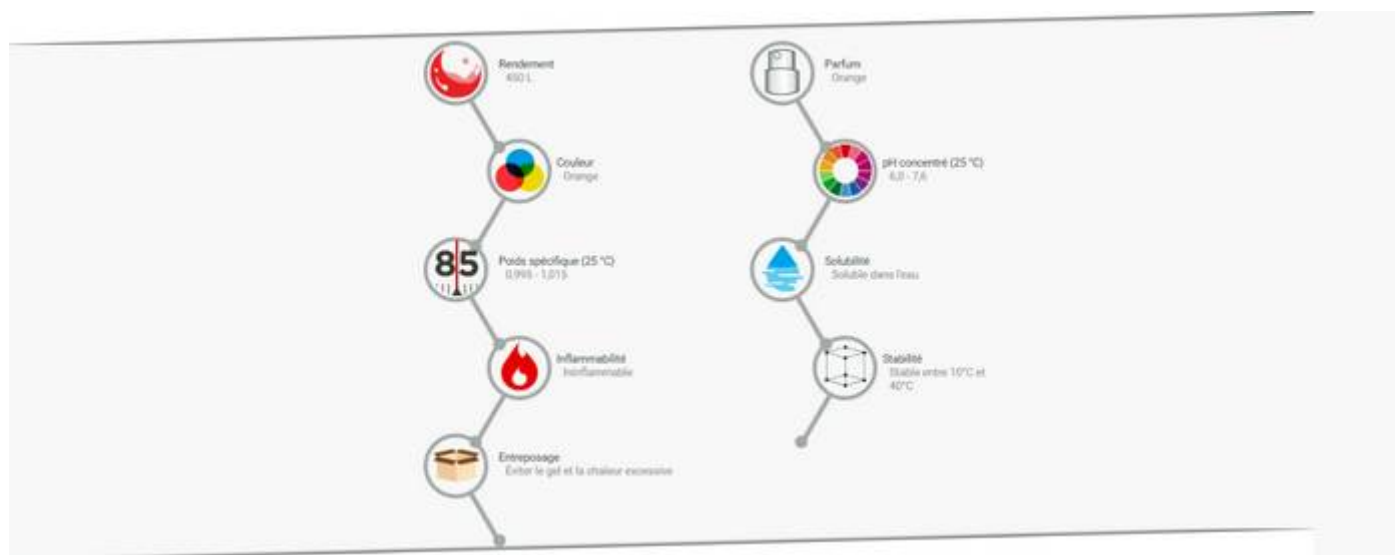 Rendement
450 L
Couleur
Orange
85
Poids spécifique (25 °C)
0,995 - 1,015
Inflammabilité
Ininflammable
Entreposage
Éviter le gel et la chaleur excessive
Parfum
Orange
pH concentré (25 °C)
6,0 - 7,6
Solubilité
Soluble dans l'eau
Stabilité
Stable entre 10°C et
40°C